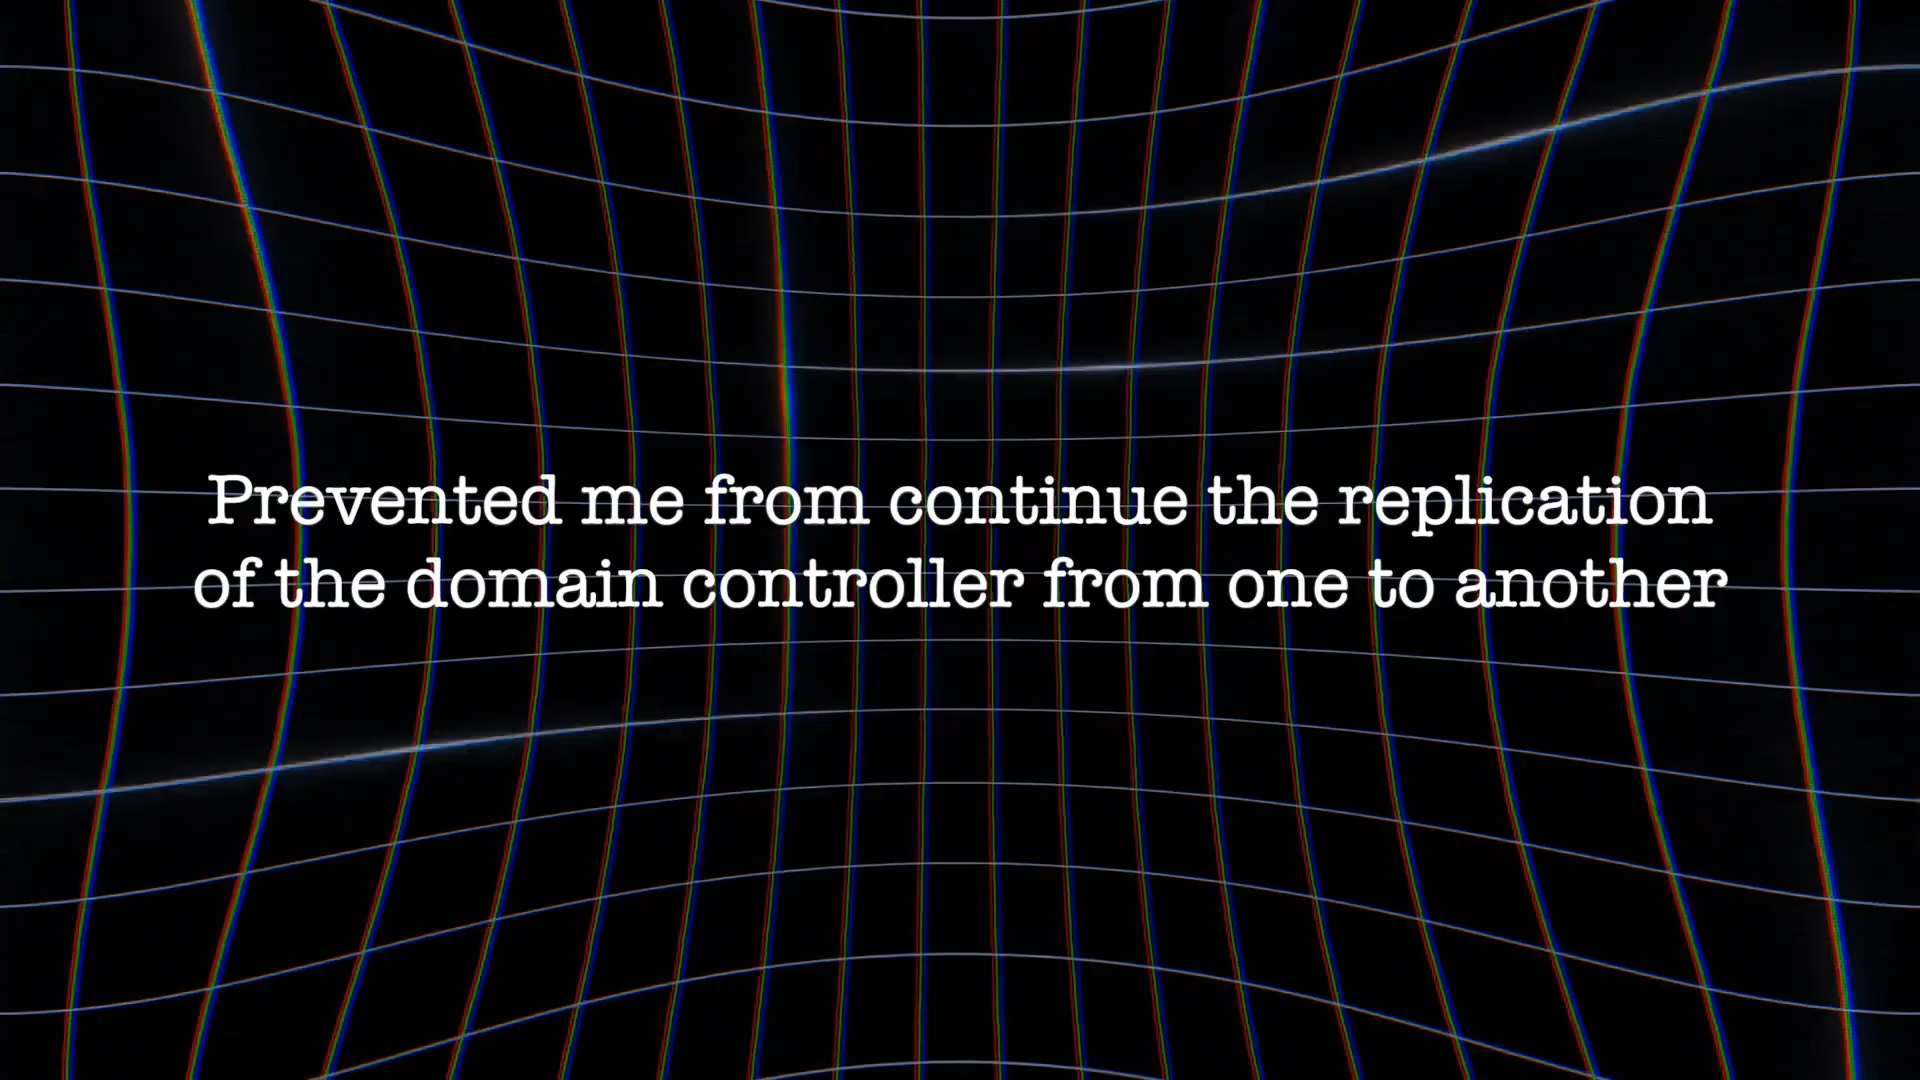 Prevented me from continue the replication
of the domain controller from one to another